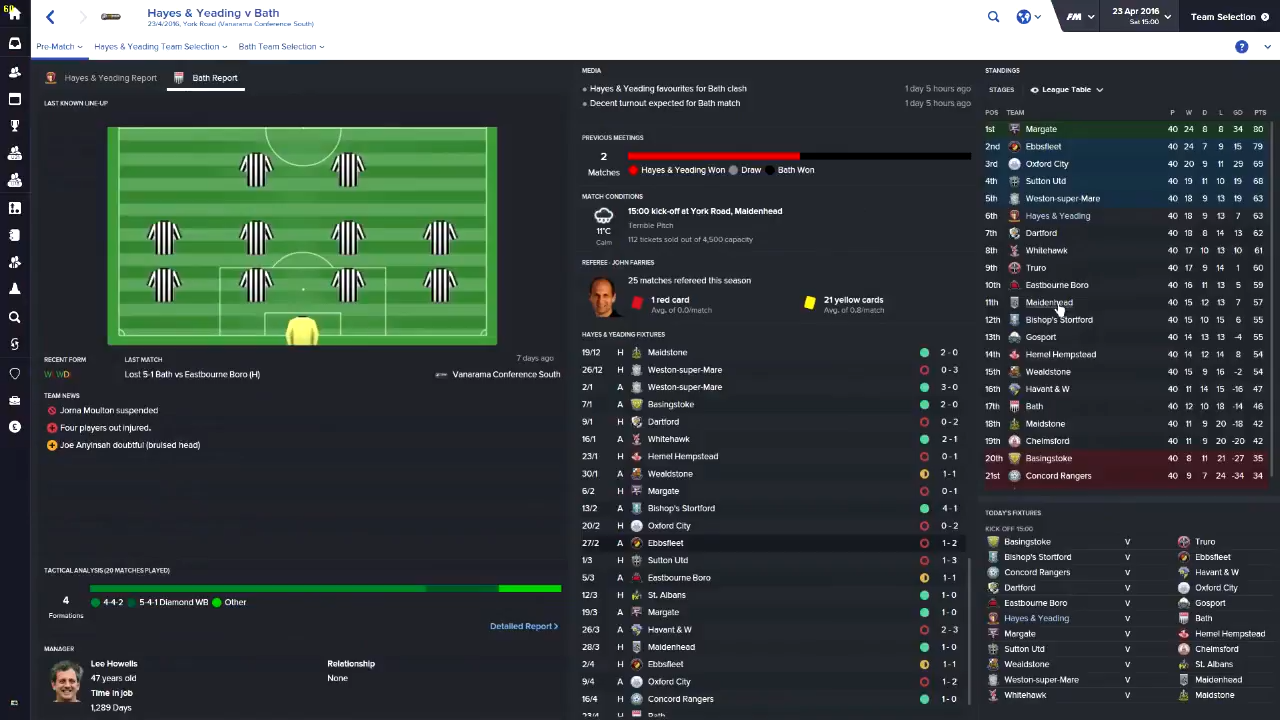 Hayes & Yeading v Bath
23/4/2016, York Road (Vanarama Conference South)
FM
23 Apr 2016
Sat 15:00
Team Selection
Pre-Match
Hayes & Yeading Team Selection
Bath Team Selection
?
Hayes & Yeading Report
Bath Report
LAST KNOWN LINE-UP
RECENT FORM
LAST MATCH
7 days ago
Lost 5-1 Bath vs Eastbourne Boro (H)
Vanarama Conference South
TEAM NEWS
Jorna Moulton suspended
Four players out injured.
Joe Anyinsah doubtful (bruised head)
TACTICAL ANALYSIS (20 MATCHES PLAYED)
4
Formations
4-4-2
5-4-1 Diamond WB
Other
Detailed Report >
MANAGER
Lee Howells
47 years old
Time in job
1,289 Days
Relationship
None
MEDIA
Hayes & Yeading favourites for Bath clash 1 day 5 hours ago
Decent turnout expected for Bath match 1 day 5 hours ago
PREVIOUS MEETINGS
2
Matches
Hayes & Yeading Won
Draw
Bath Won
MATCH CONDITIONS
11°C
Calm
15:00 kick-off at York Road, Maidenhead
Terrible Pitch
112 tickets sold out of 4,500 capacity
REFEREE - JOHN FARRIES
25 matches refereed this season
1 red card
Avg. of 0.0/match
21 yellow cards
Avg. of 0.8/match
HAYES & YEADING FIXTURES
19/12 H Maidstone 2 - 0
26/12 H Weston-super-Mare 0 - 3
2/1 A Weston-super-Mare 3 - 0
7/1 A Basingstoke 2 - 0
9/1 H Dartford 0 - 2
16/1 A Whitehawk 2 - 1
23/1 H Hemel Hempstead 0 - 1
30/1 A Wealdstone 1 - 1
6/2 H Margate 0 - 1
13/2 A Bishop's Stortford 4 - 1
20/2 H Oxford City 0 - 2
27/2 A Ebbsfleet 1 - 2
1/3 H Sutton Utd 1 - 3
5/3 A Eastbourne Boro 1 - 1
12/3 H St. Albans 1 - 0
19/3 A Margate 1 - 0
26/3 A Havant & W 2 - 3
28/3 H Maidenhead 1 - 0
2/4 H Ebbsfleet 1 - 1
9/4 A Oxford City 1 - 2
16/4 H Concord Rangers 1 - 0
23/4 H Bath
STANDINGS
STAGES League Table
POS TEAM P W D L GD PTS
1st Margate 40 24 8 8 34 80
2nd Ebbsfleet 40 24 7 9 15 79
3rd Oxford City 40 20 9 11 29 69
4th Sutton Utd 40 19 11 10 19 68
5th Weston-super-Mare 40 18 9 13 19 63
6th Hayes & Yeading 40 18 9 13 7 63
7th Dartford 40 18 8 14 13 62
8th Whitehawk 40 17 10 13 10 61
9th Truro 40 17 9 14 1 60
10th Eastbourne Boro 40 16 11 13 5 59
11th Maidenhead 40 15 12 13 7 57
12th Bishop's Stortford 40 15 10 15 6 55
13th Gosport 40 14 13 13 -4 55
14th Hemel Hempstead 40 14 12 14 8 54
15th Wealdstone 40 15 9 16 -2 54
16th Havant & W 40 11 14 15 -16 47
17th Bath 40 12 10 18 -14 46
18th Maidstone 40 11 9 20 -18 42
19th Chelmsford 40 11 9 20 -20 42
20th Basingstoke 40 8 11 21 -27 35
21st Concord Rangers 40 9 7 24 -34 34
TODAY'S FIXTURES
KICK OFF 15:00
Basingstoke V Truro
Bishop's Stortford V Ebbsfleet
Concord Rangers V Havant & W
Dartford V Oxford City
Eastbourne Boro V Gosport
Hayes & Yeading V Bath
Margate V Hemel Hempstead
Sutton Utd V Chelmsford
Wealdstone V St. Albans
Weston-super-Mare V Maidenhead
Whitehawk V Maidstone